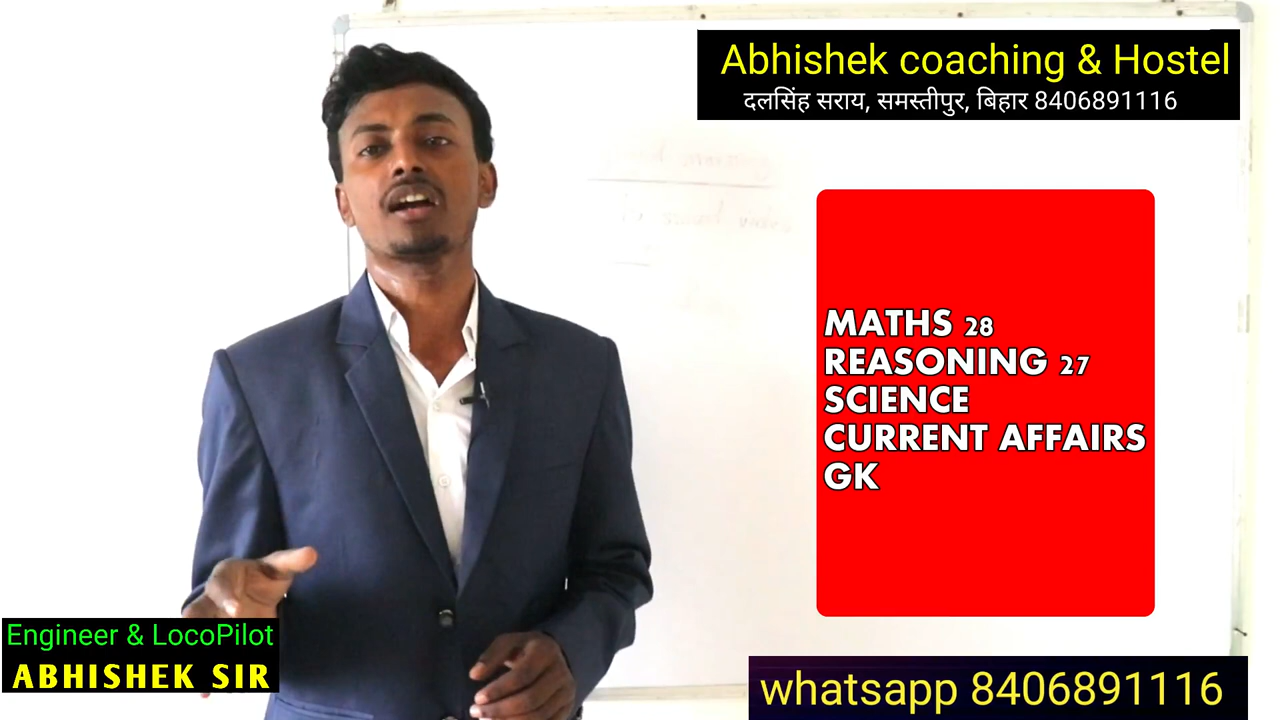 Abhishek coaching & Hostel
दलसिंह सराय, समस्तीपुर, बिहार 8406891116
MATHS 28
REASONING 27
SCIENCE
CURRENT AFFAIRS
GK
Engineer & LocoPilot
ABHISHEK SIR
whatsapp 8406891116